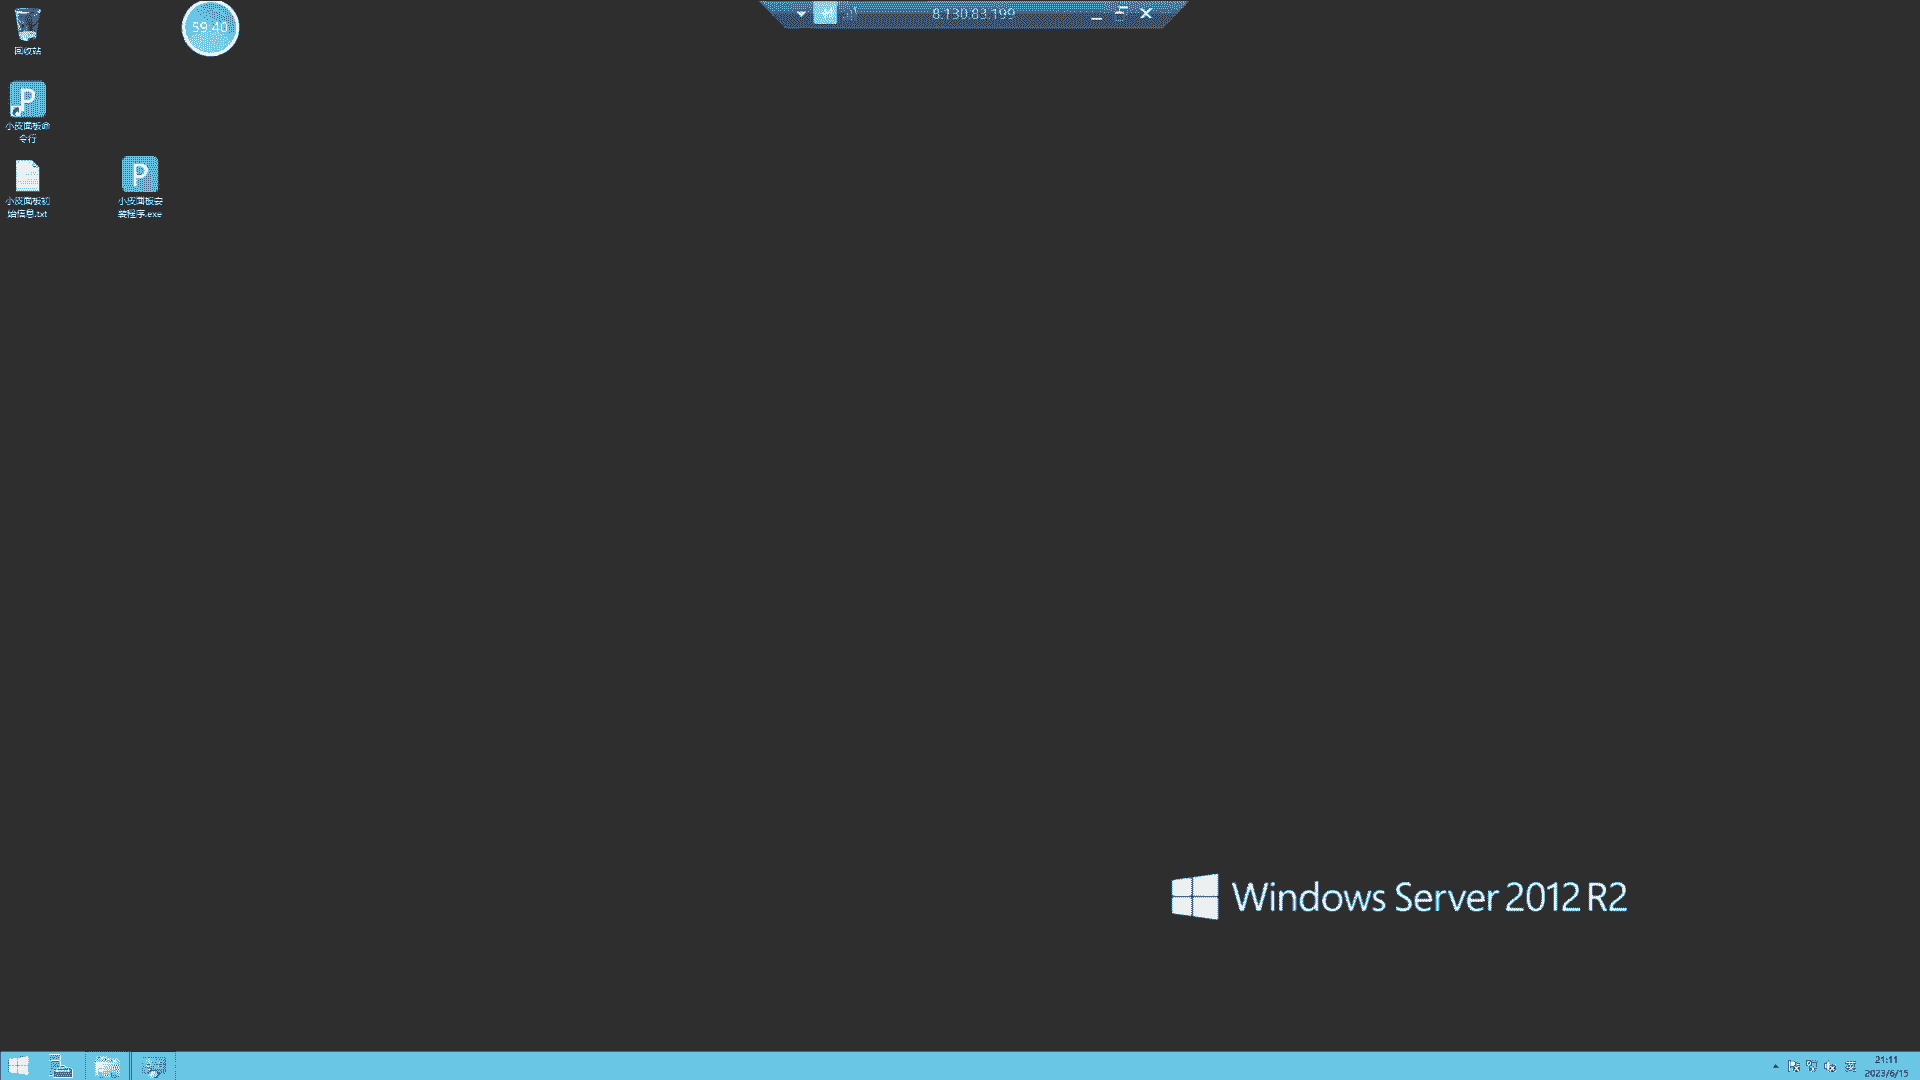 回收站
59:40
8.130.83.199
小皮面板命
令行
小皮面板初
始信息.txt
小皮面板安
装程序.exe
Windows Server 2012 R2
英
21:11
2023/6/15